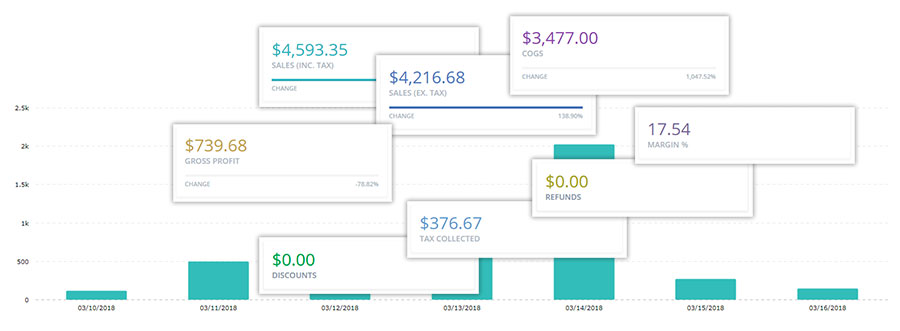 $4,593.35
SALES (INC. TAX)
CHANGE
$4,216.68
SALES (EX. TAX)
CHANGE 138.90%
$3,477.00
COGS
CHANGE 1,047.52%
$739.68
GROSS PROFIT
CHANGE -78.82%
17.54
MARGIN %
$0.00
REFUNDS
$376.67
TAX COLLECTED
$0.00
DISCOUNTS
2.5k
2k
1.5k
1k
500
0
03/10/2018 03/11/2018 03/12/2018 03/13/2018 03/14/2018 03/15/2018 03/16/2018